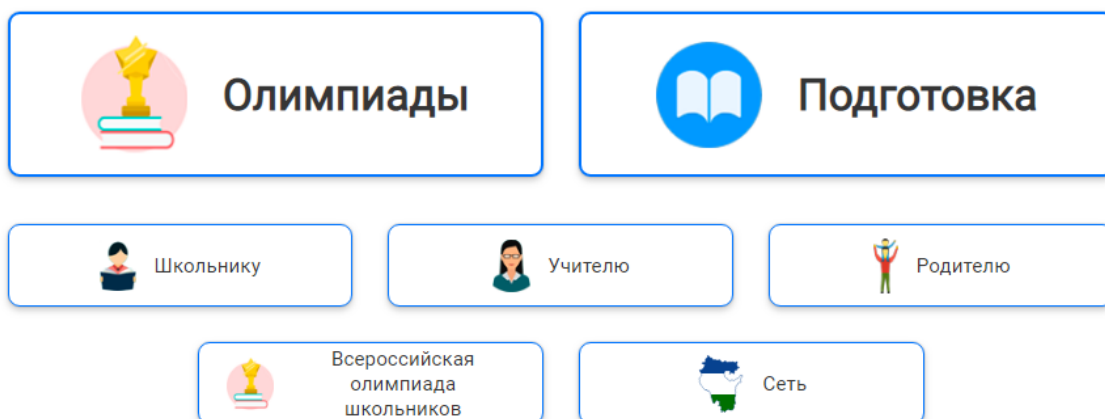 Олимпиады
Подготовка
Школьнику
Учителю
Родителю
Всероссийская
олимпиада
школьников
Сеть